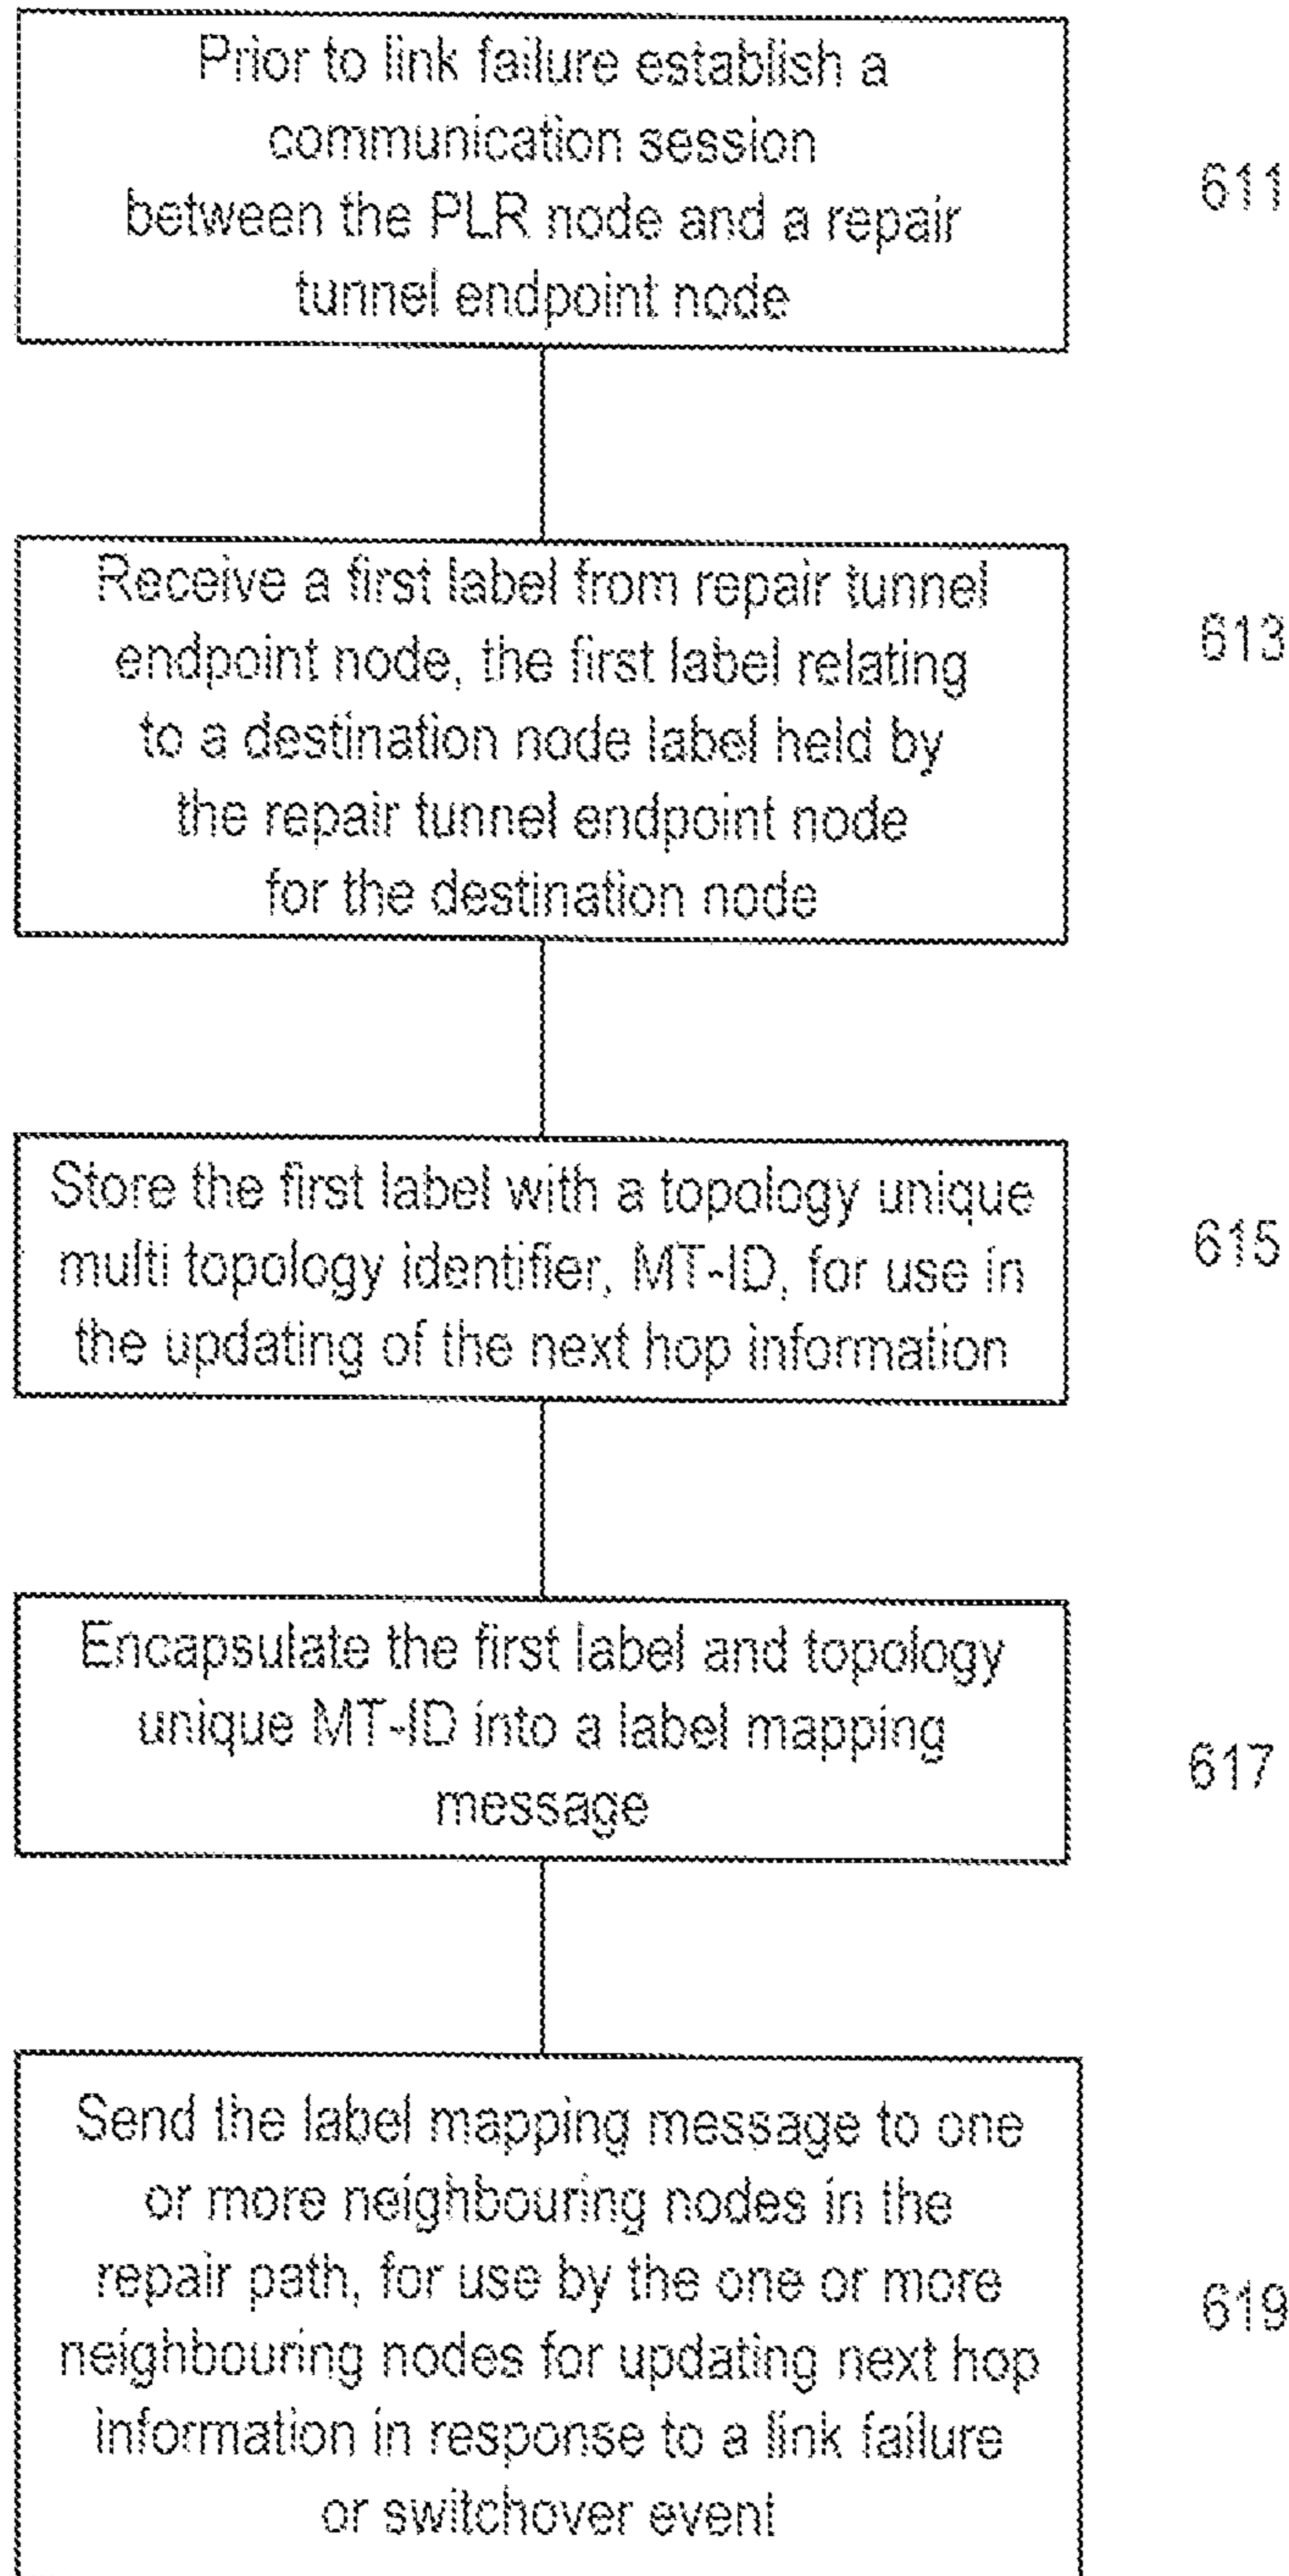 Prior to link failure establish a
communication session
between the PLR node and a repair
tunnel endpoint node
611
Receive a first label from repair tunnel
endpoint node, the first label relating
to a destination node label held by
the repair tunnel endpoint node
for the destination node
613
Store the first label with a topology unique
multi topology identifier, MT-ID, for use in
the updating of the next hop information
615
Encapsulate the first label and topology
unique MT-ID into a label mapping
message
617
Send the label mapping message to one
or more neighbouring nodes in the
repair path, for use by the one or more
neighbouring nodes for updating next hop
information in response to a link failure
or switchover event
619